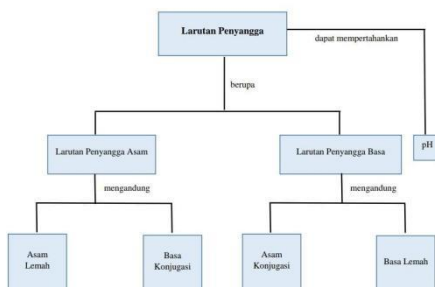 Larutan Penyangga
dapat mempertahankan
berupa
Larutan Penyangga Asam
Larutan Penyangga Basa
pH
mengandung
mengandung
Asam
Lemah
Basa
Konjugasi
Asam
Konjugasi
Basa Lemah